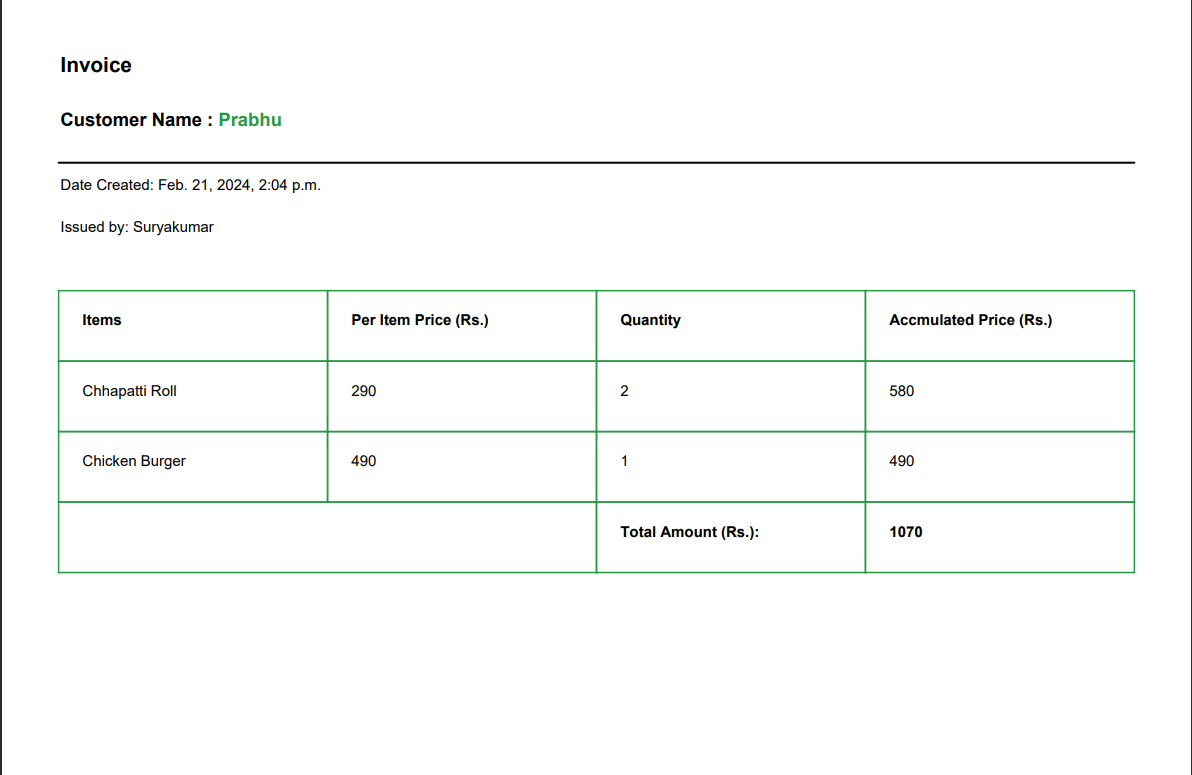 Invoice
Customer Name : Prabhu
Date Created: Feb. 21, 2024, 2:04 p.m.
Issued by: Suryakumar
Items Per Item Price (Rs.) Quantity Accmulated Price (Rs.)
Chhapatti Roll 290 2 580
Chicken Burger 490 1 490
Total Amount (Rs.): 1070